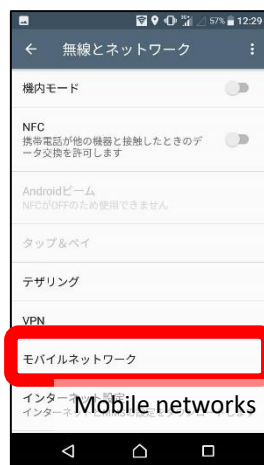 57% 12:29
無線とネットワーク
機内モード
NFC
携帯電話が他の機器と接触したときのデ
ータ交換を許可します
Androidビーム
NFCがOFFのため使用できません
タップ&ペイ
テザリング
VPN
モバイルネットワーク
インターネット設定
Mobile networks